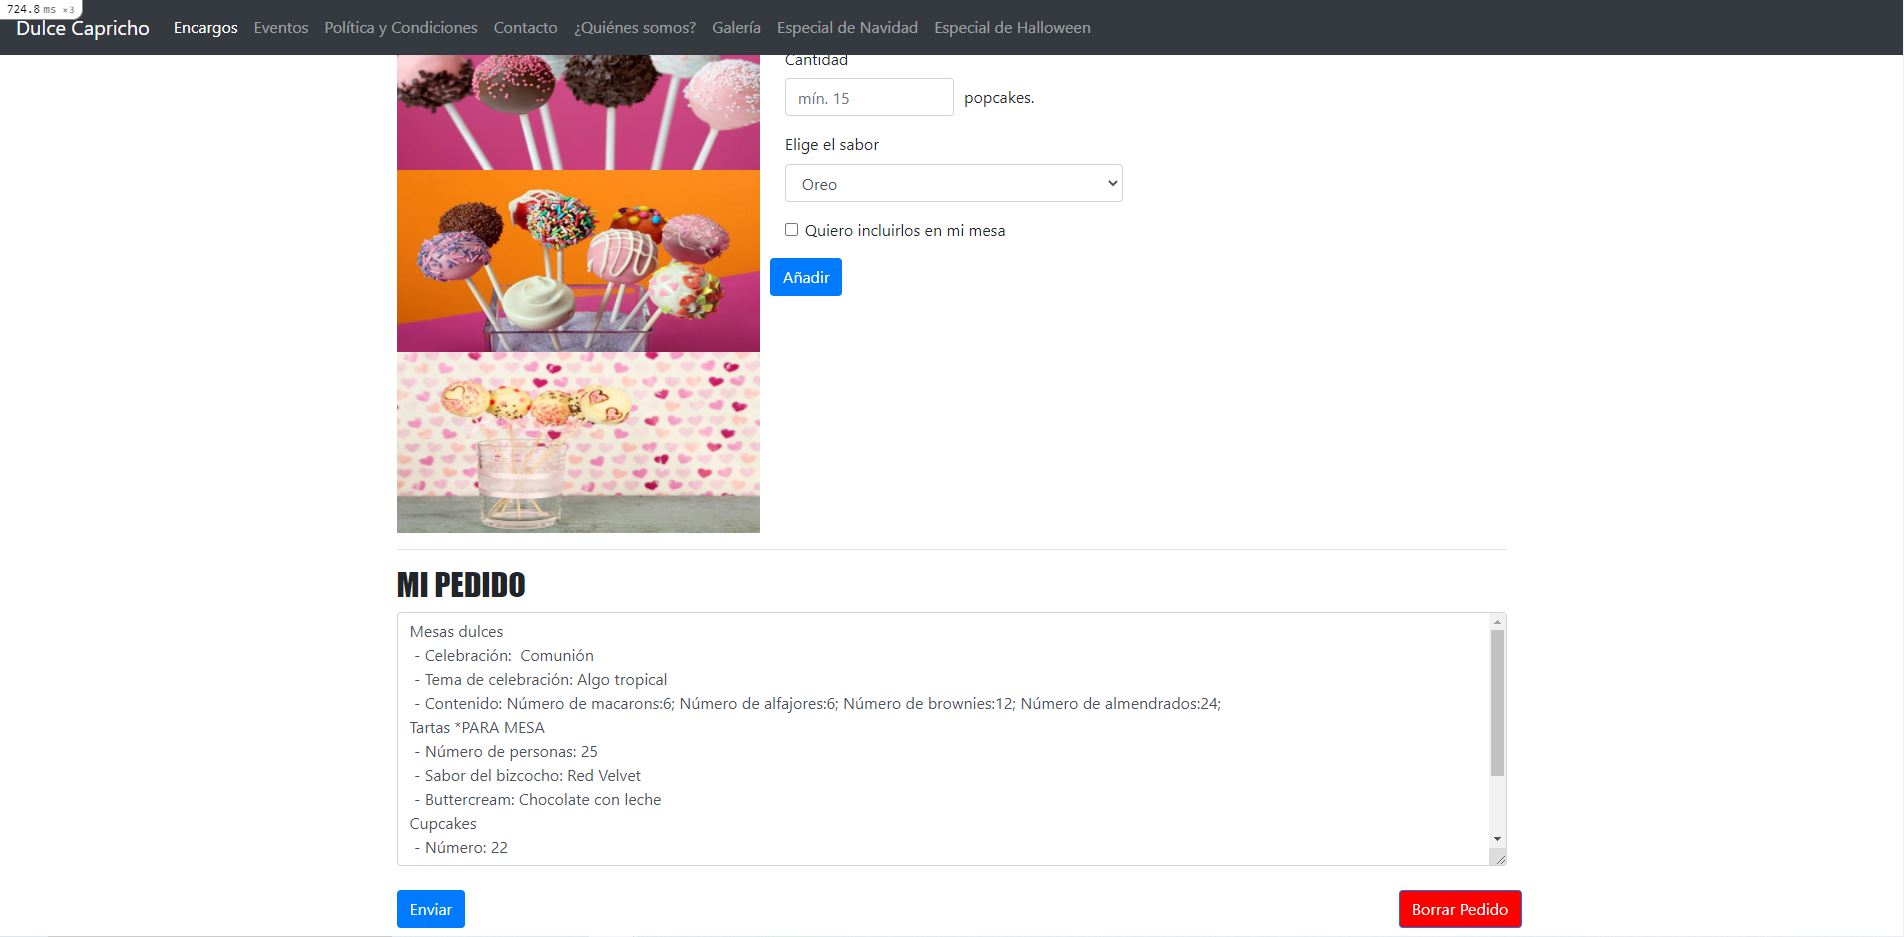 724.8 ms ×3
Dulce Capricho Encargos Eventos Política y Condiciones Contacto ¿Quiénes somos? Galería Especial de Navidad Especial de Halloween
Cantidad
mín. 15 popcakes.
Elige el sabor
Oreo
Quiero incluirlos en mi mesa
Añadir
MI PEDIDO
Mesas dulces
- Celebración:  Comunión
- Tema de celebración: Algo tropical
- Contenido: Número de macarons:6; Número de alfajores:6; Número de brownies:12; Número de almendrados:24;
Tartas *PARA MESA
- Número de personas: 25
- Sabor del bizcocho: Red Velvet
- Buttercream: Chocolate con leche
Cupcakes
- Número: 22
Enviar Borrar Pedido